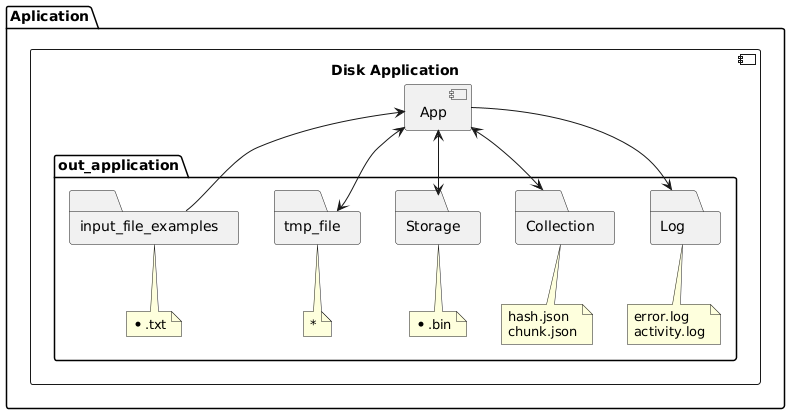 Aplication
Disk Application
App
out_application
input_file_examples
tmp_file
Storage
Collection
Log
• .txt
*
• .bin
hash.json
chunk.json
error.log
activity.log